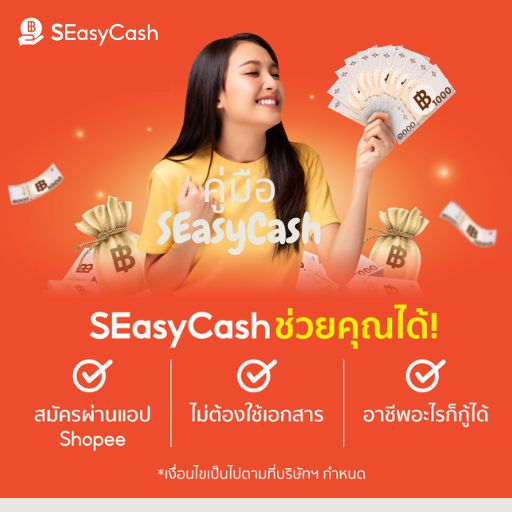 SEasyCash
1000
0000
คู่มือ
SEasyCash
SEasyCash ช่วยคุณได้!
สมัครผ่านแอป
Shopee
ไม่ต้องใช้เอกสาร
อาชีพอะไรก็กู้ได้
*เงื่อนไขเป็นไปตามที่บริษัทฯ กำหนด